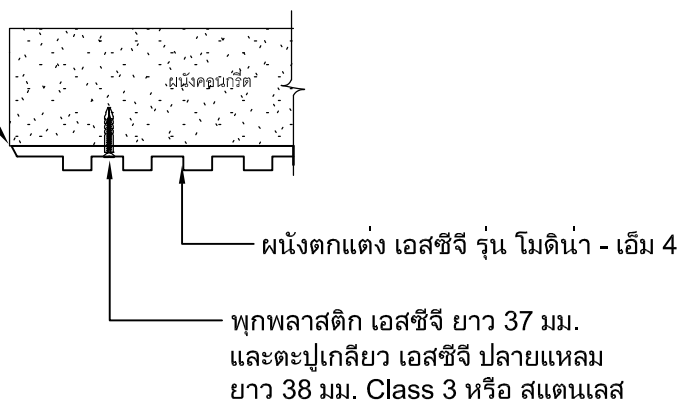 ผนังคอนกรีต
ผนังตกแต่ง เอสซีจี รุ่น โมดิน่า - เอ็ม 4
พุกพลาสติก เอสซีจี ยาว 37 มม.
และตะปูเกลียว เอสซีจี ปลายแหลม
ยาว 38 มม. Class 3 หรือ สแตนเลส